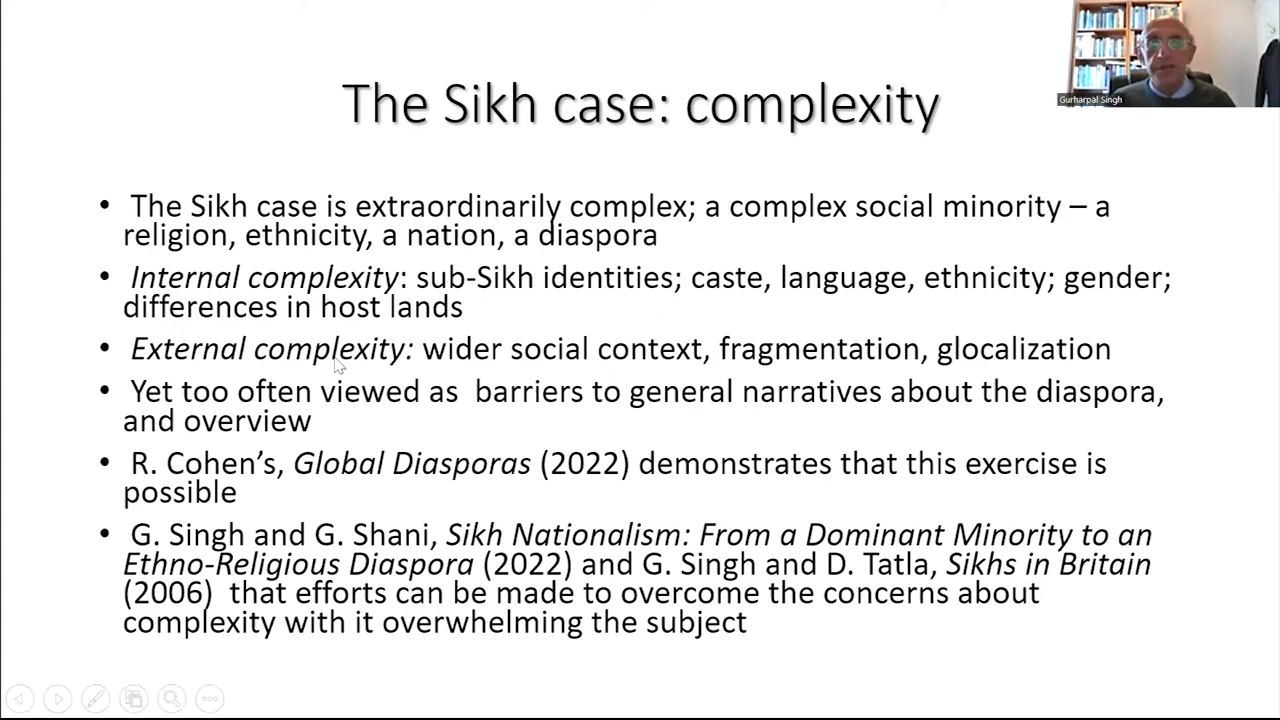 Gurharpal Singh
The Sikh case: complexity
• The Sikh case is extraordinarily complex; a complex social minority – a
religion, ethnicity, a nation, a diaspora
• Internal complexity: sub-Sikh identities; caste, language, ethnicity; gender;
differences in host lands
• External complexity: wider social context, fragmentation, glocalization
• Yet too often viewed as barriers to general narratives about the diaspora,
and overview
• R. Cohen’s, Global Diasporas (2022) demonstrates that this exercise is
possible
• G. Singh and G. Shani, Sikh Nationalism: From a Dominant Minority to an
Ethno-Religious Diaspora (2022) and G. Singh and D. Tatla, Sikhs in Britain
(2006) that efforts can be made to overcome the concerns about
complexity with it overwhelming the subject